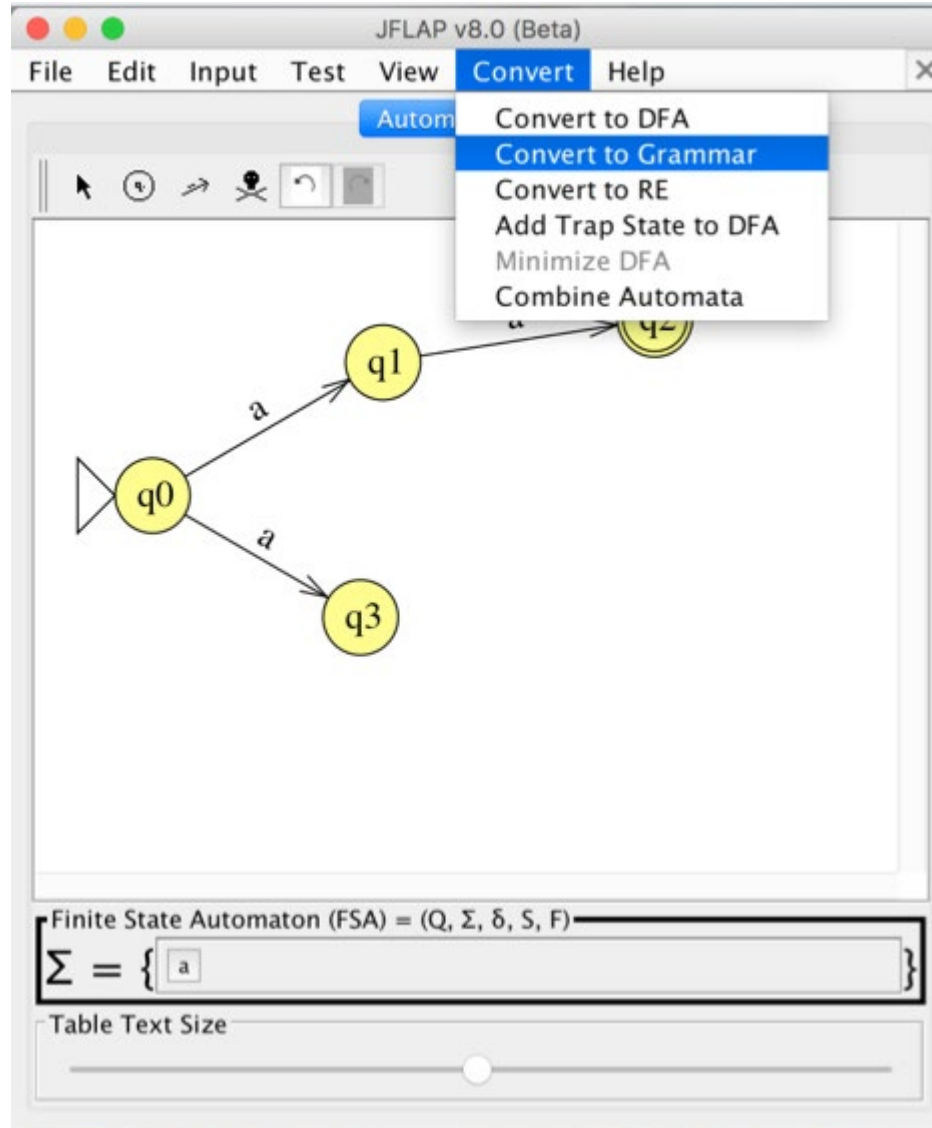 JFLAP v8.0 (Beta)
File Edit Input Test View Convert Help
Autom
Convert to DFA
Convert to Grammar
Convert to RE
Add Trap State to DFA
Minimize DFA
Combine Automata
a
q2
q1
a
q0
a
q3
Finite State Automaton (FSA) = (Q, Σ, δ, S, F)
Σ = { a }
Table Text Size